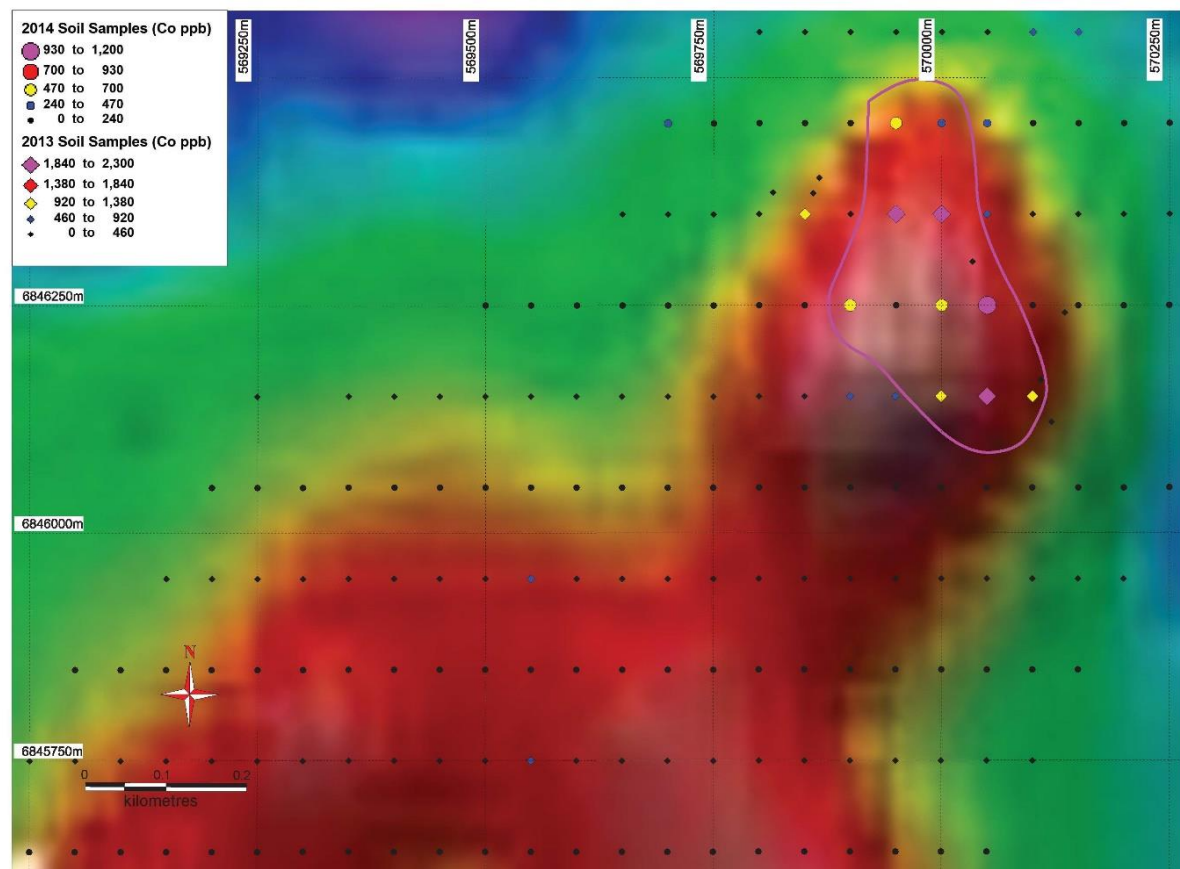 2014 Soil Samples (Co ppb)
930 to 1,200
700 to 930
470 to 700
240 to 470
0 to 240
2013 Soil Samples (Co ppb)
1,840 to 2,300
1,380 to 1,840
920 to 1,380
460 to 920
0 to 460
569250m
569500m
569750m
570000m
570250m
6846250m
6846000m
N
6845750m
0 0.1 0.2
kilometres